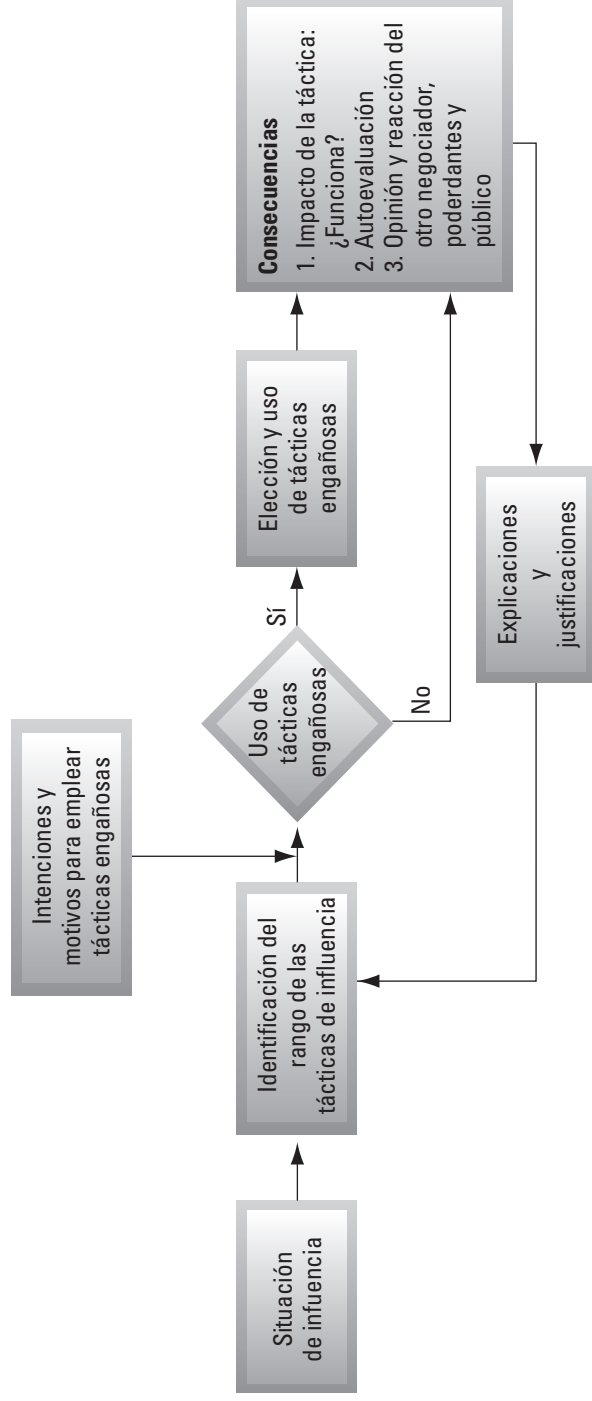 Situación
de infuencia
Identificación del
rango de las
tácticas de influencia
Intenciones y
motivos para emplear
tácticas engañosas
Uso de
tácticas
engañosas
Sí
No
Elección y uso
de tácticas
engañosas
Consecuencias
1. Impacto de la táctica:
¿Funciona?
2. Autoevaluación
3. Opinión y reacción del
otro negociador,
poderdantes y
público
Explicaciones
y
justificaciones